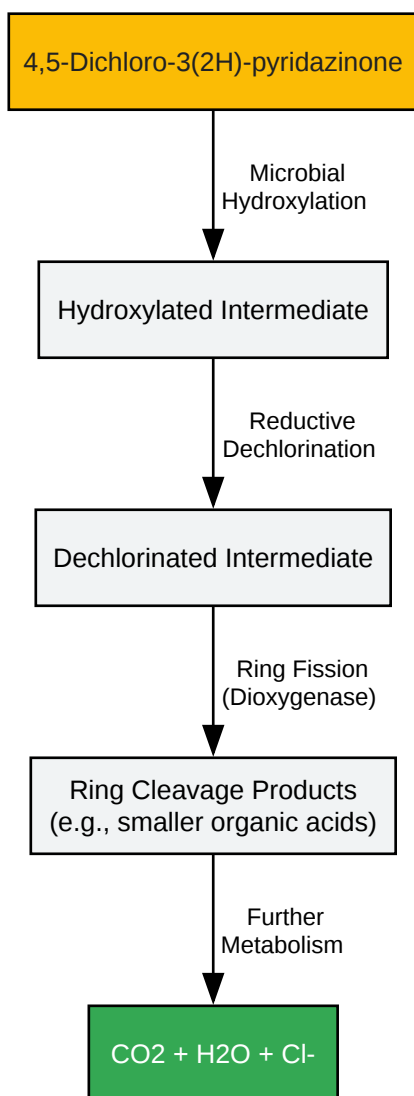 4,5-Dichloro-3(2H)-pyridazinone
Microbial
Hydroxylation
Hydroxylated Intermediate
Reductive
Dechlorination
Dechlorinated Intermediate
Ring Fission
(Dioxygenase)
Ring Cleavage Products
(e.g., smaller organic acids)
Further
Metabolism
CO2 + H2O + Cl-